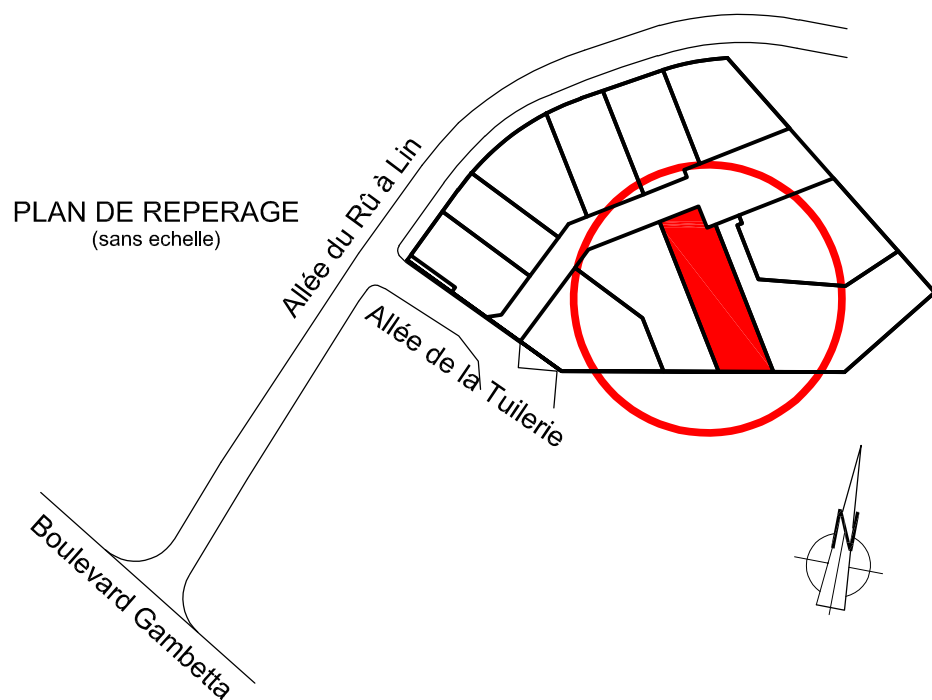 PLAN DE REPERAGE
(sans echelle)
Allée du Rû à Lin
Allée de la Tuilerie
Boulevard Gambetta
N